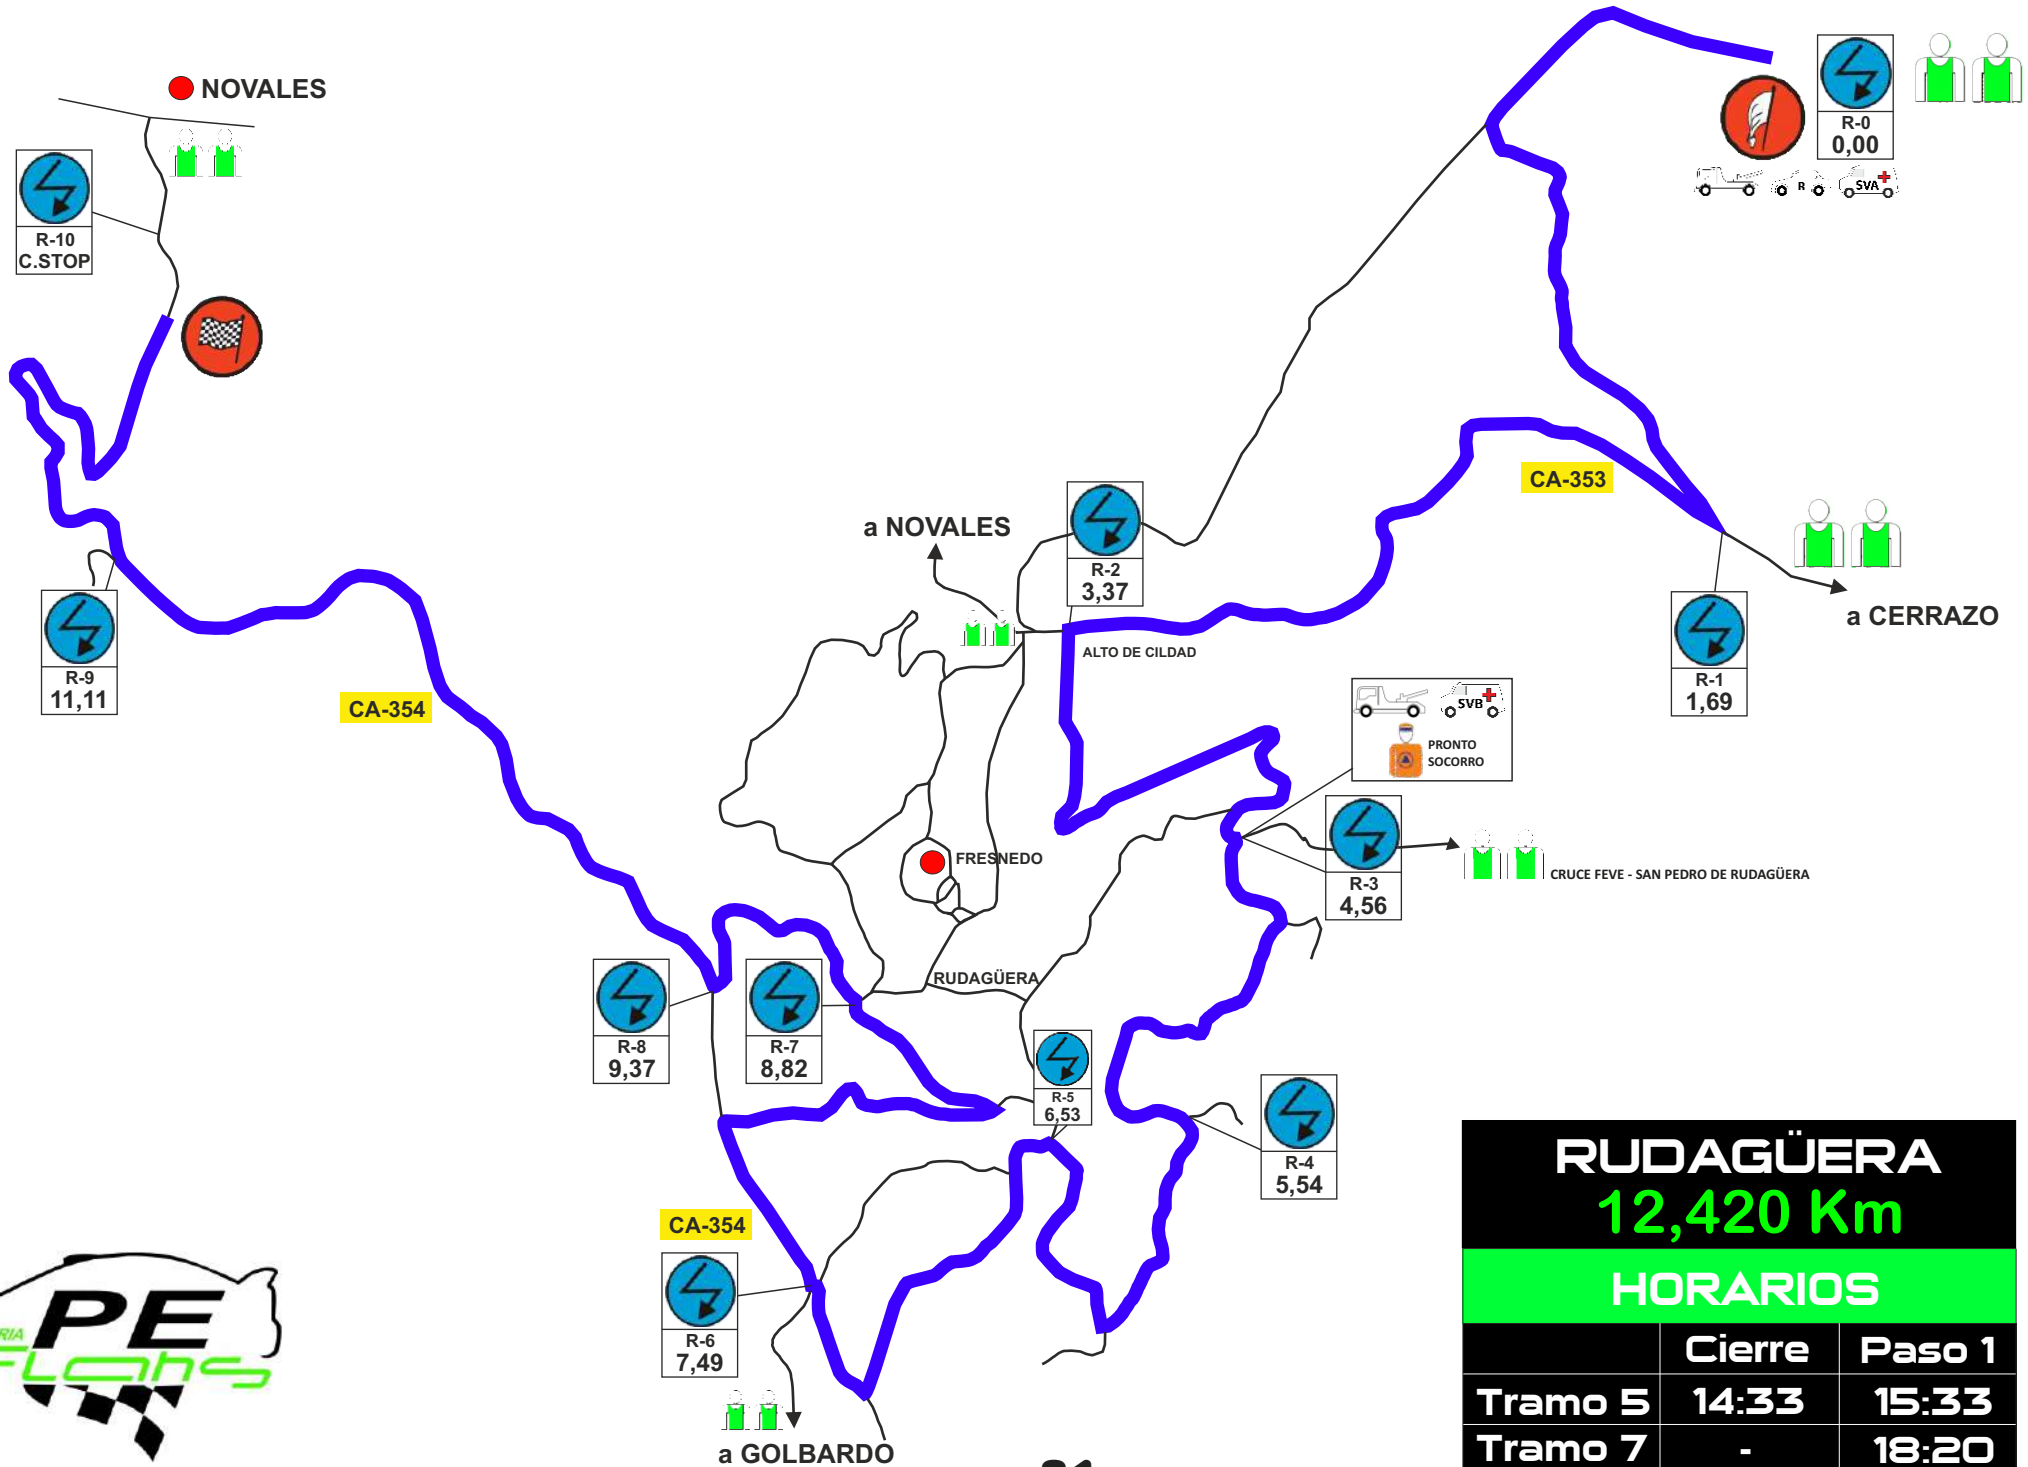 NOVALES
R-0
0,00
R
SVA
R-10
C.STOP
CA-353
a NOVALES
R-2
3,37
a CERRAZO
ALTO DE CILDAD
R-1
1,69
R-9
11,11
CA-354
SVB
PRONTO
SOCORRO
FRESNEDO
R-3
4,56
CRUCE FEVE - SAN PEDRO DE RUDAGÜERA
RUDAGÜERA
R-8
9,37
R-7
8,82
R-5
6,53
R-4
5,54
CA-354
R-6
7,49
a GOLBARDO
RUDAGÜERA
12,420 Km
HORARIOS
Cierre Paso 1
Tramo 5 14:33 15:33
Tramo 7 - 18:20
PE